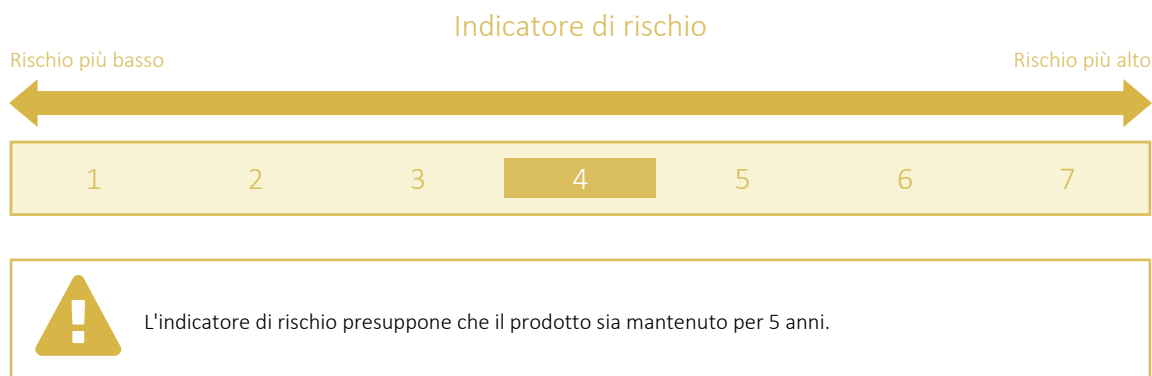 Indicatore di rischio
Rischio più basso Rischio più alto
1 2 3 4 5 6 7
L'indicatore di rischio presuppone che il prodotto sia mantenuto per 5 anni.